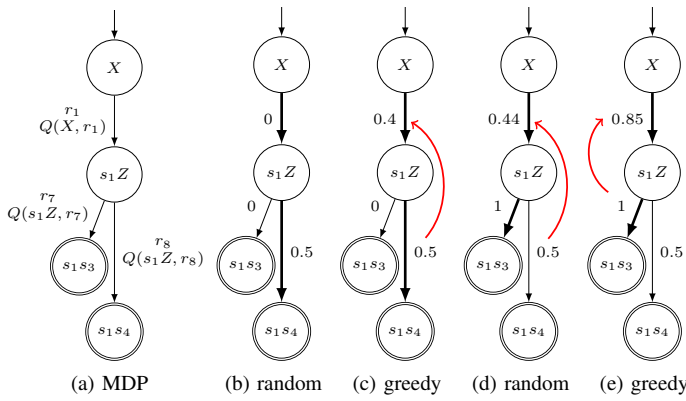 X
r₁
Q(X, r₁)
s₁Z
r₇
Q(s₁Z, r₇)
r₈
Q(s₁Z, r₈)
s₁s₃
s₁s₄
(a) MDP
X
0
s₁Z
0
0.5
s₁s₃
s₁s₄
(b) random
X
0.4
s₁Z
0
0.5
s₁s₃
s₁s₄
(c) greedy
X
0.44
s₁Z
1
0.5
s₁s₃
s₁s₄
(d) random
X
0.85
s₁Z
1
0.5
s₁s₃
s₁s₄
(e) greedy